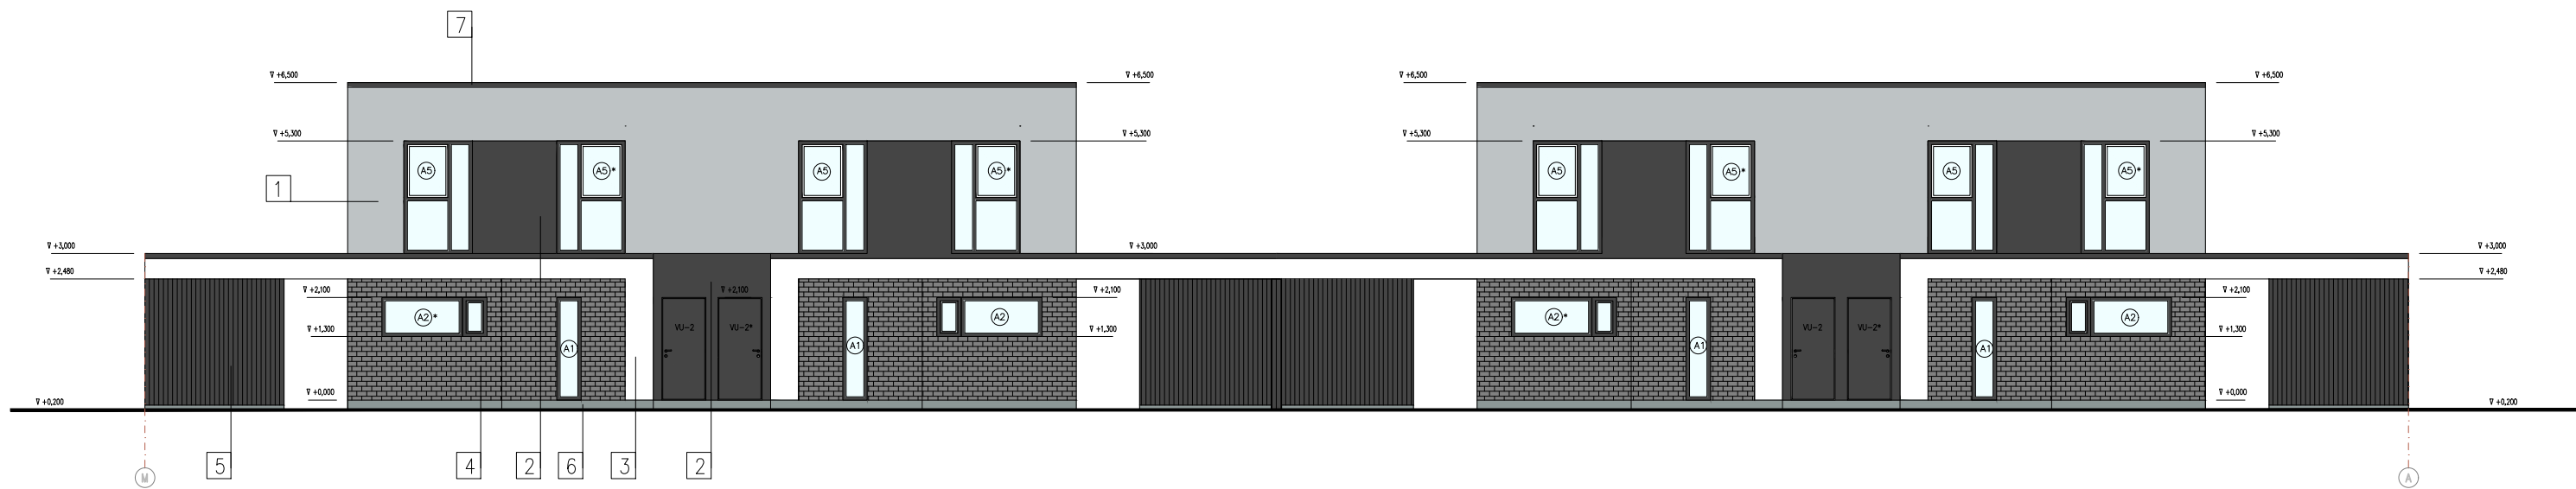 7
∇ +6,500
∇ +6,500
∇ +6,500
∇ +6,500
∇ +5,300
∇ +5,300
∇ +5,300
∇ +5,300
A5
A5*
A5
A5*
A5
A5*
A5
A5*
1
∇ +3,000
∇ +3,000
∇ +3,000
∇ +2,480
∇ +2,480
∇ +2,100
∇ +2,100
∇ +2,100
∇ +2,100
A2*
A2
A2*
A2
VU-2
VU-2*
VU-2
VU-2*
∇ +1,300
∇ +1,300
∇ +1,300
A1
A1
A1
A1
∇ +0,000
∇ +0,000
∇ +0,200
∇ +0,200
5
4
2
6
3
2
M
A